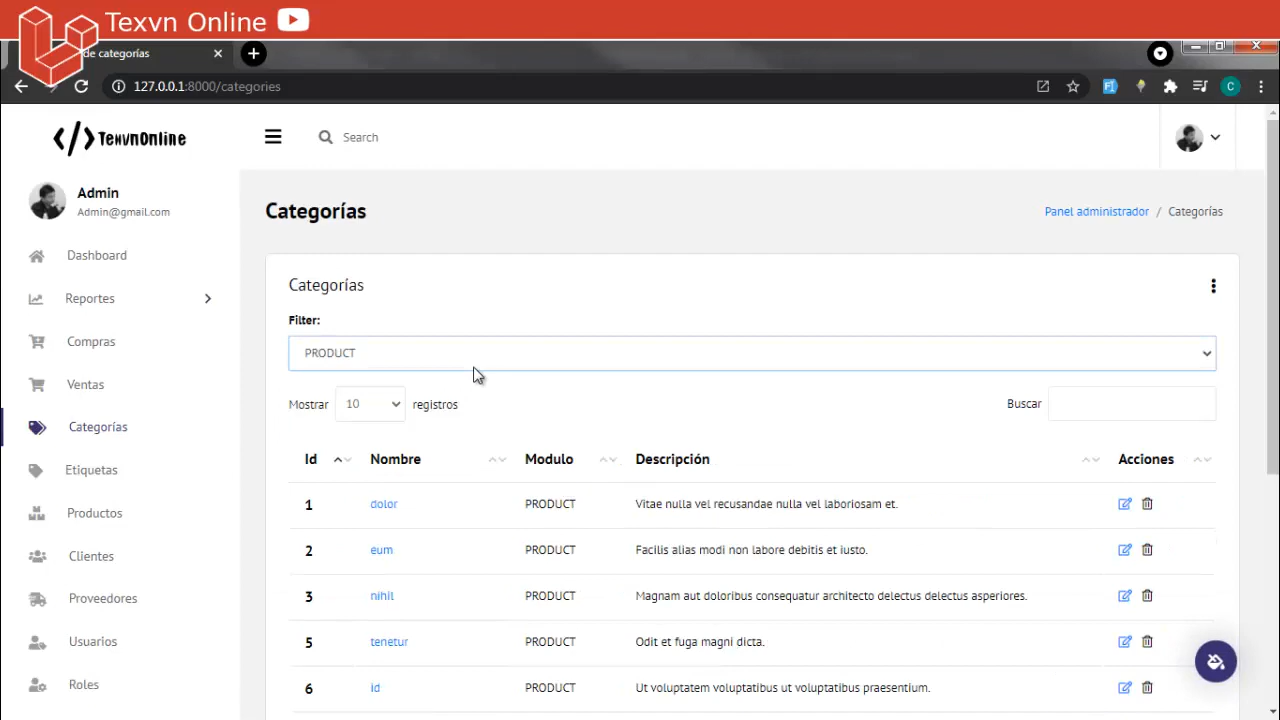 Texvn Online
de categorías
127.0.0.1:8000/categories
FI
C
</> TexvnOnline
Search
Admin
Admin@gmail.com
Dashboard
Reportes
Compras
Ventas
Categorías
Etiquetas
Productos
Clientes
Proveedores
Usuarios
Roles
Categorías
Panel administrador / Categorías
Categorías
Filter:
PRODUCT
Mostrar 10 registros
Buscar
Id Nombre Modulo Descripción Acciones
1 dolor PRODUCT Vitae nulla vel recusandae nulla vel laboriosam et.
2 eum PRODUCT Facilis alias modi non labore debitis et iusto.
3 nihil PRODUCT Magnam aut doloribus consequatur architecto delectus delectus asperiores.
5 tenetur PRODUCT Odit et fuga magni dicta.
6 id PRODUCT Ut voluptatem voluptatibus ut voluptatibus praesentium.